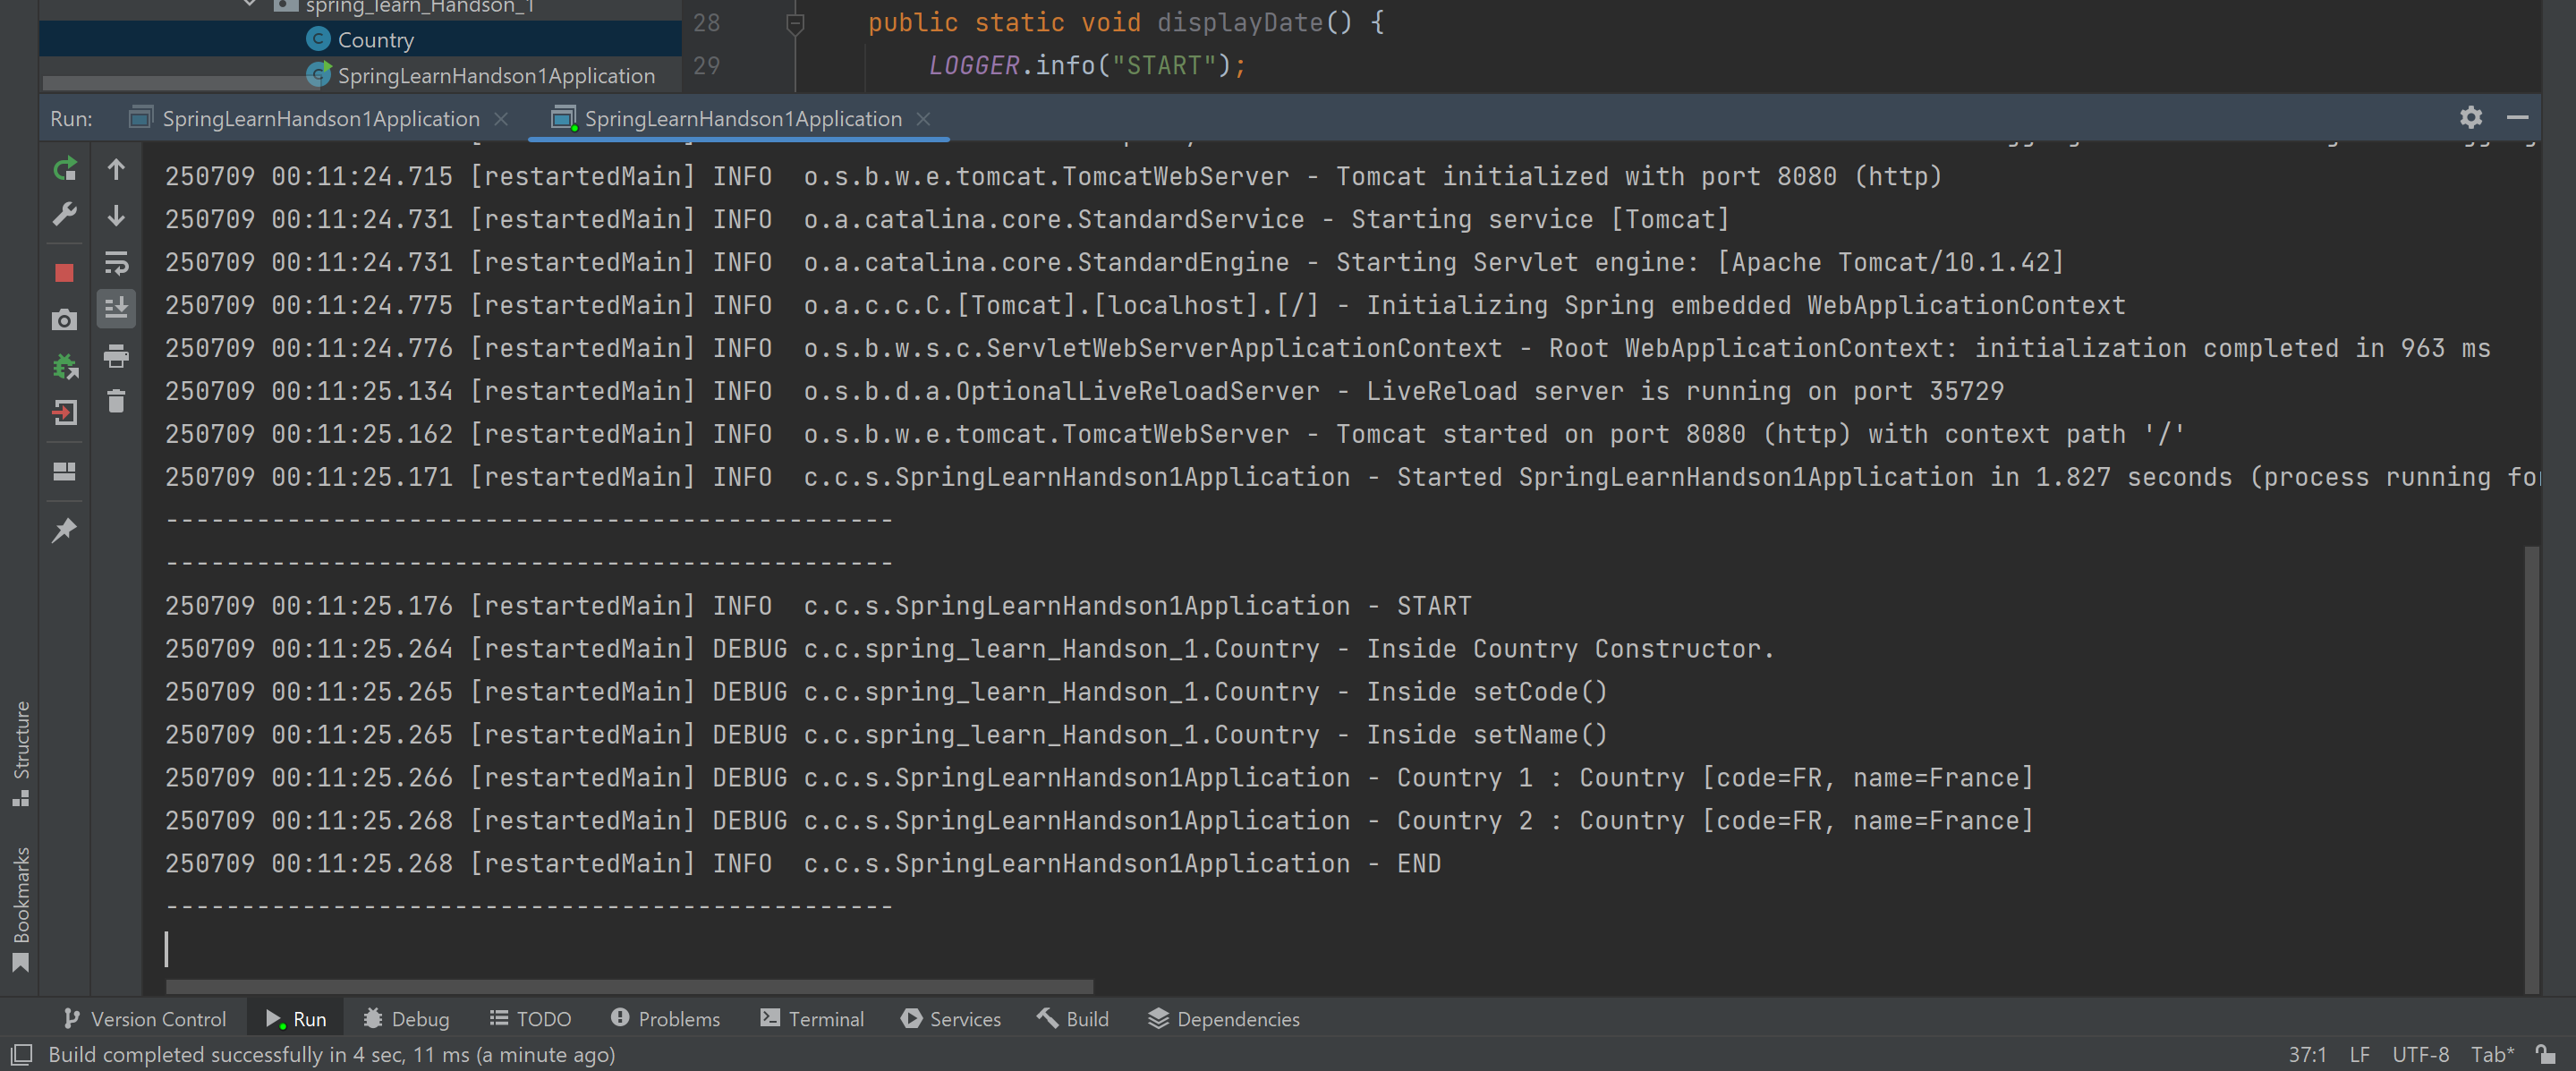 spring_learn_Handson_1
Country
SpringLearnHandson1Application
28 public static void displayDate() {
29 LOGGER.info("START");
Run: SpringLearnHandson1Application SpringLearnHandson1Application
250709 00:11:24.715 [restartedMain] INFO  o.s.b.w.e.tomcat.TomcatWebServer - Tomcat initialized with port 8080 (http)
250709 00:11:24.731 [restartedMain] INFO  o.a.catalina.core.StandardService - Starting service [Tomcat]
250709 00:11:24.731 [restartedMain] INFO  o.a.catalina.core.StandardEngine - Starting Servlet engine: [Apache Tomcat/10.1.42]
250709 00:11:24.775 [restartedMain] INFO  o.a.c.c.C.[Tomcat].[localhost].[/] - Initializing Spring embedded WebApplicationContext
250709 00:11:24.776 [restartedMain] INFO  o.s.b.w.s.c.ServletWebServerApplicationContext - Root WebApplicationContext: initialization completed in 963 ms
250709 00:11:25.134 [restartedMain] INFO  o.s.b.d.a.OptionalLiveReloadServer - LiveReload server is running on port 35729
250709 00:11:25.162 [restartedMain] INFO  o.s.b.w.e.tomcat.TomcatWebServer - Tomcat started on port 8080 (http) with context path '/'
250709 00:11:25.171 [restartedMain] INFO  c.c.s.SpringLearnHandson1Application - Started SpringLearnHandson1Application in 1.827 seconds (process running for
------------------------------------------------
------------------------------------------------
250709 00:11:25.176 [restartedMain] INFO  c.c.s.SpringLearnHandson1Application - START
250709 00:11:25.264 [restartedMain] DEBUG c.c.spring_learn_Handson_1.Country - Inside Country Constructor.
250709 00:11:25.265 [restartedMain] DEBUG c.c.spring_learn_Handson_1.Country - Inside setCode()
250709 00:11:25.265 [restartedMain] DEBUG c.c.spring_learn_Handson_1.Country - Inside setName()
250709 00:11:25.266 [restartedMain] DEBUG c.c.s.SpringLearnHandson1Application - Country 1 : Country [code=FR, name=France]
250709 00:11:25.268 [restartedMain] DEBUG c.c.s.SpringLearnHandson1Application - Country 2 : Country [code=FR, name=France]
250709 00:11:25.268 [restartedMain] INFO  c.c.s.SpringLearnHandson1Application - END
------------------------------------------------
Structure
Bookmarks
Version Control Run Debug TODO Problems Terminal Services Build Dependencies
Build completed successfully in 4 sec, 11 ms (a minute ago) 37:1 LF UTF-8 Tab*